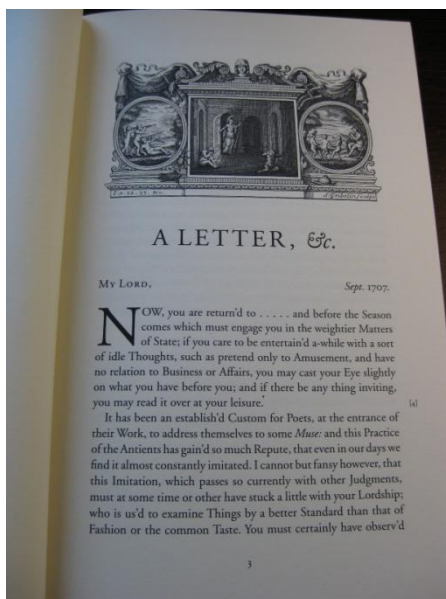 A LETTER, &c.
MY LORD,
Sept. 1707.
NOW, you are return'd to . . . . . and before the Season
comes which must engage you in the weightier Matters
of State; if you care to be entertain'd a-while with a sort
of idle Thoughts, such as pretend only to Amusement, and have
no relation to Business or Affairs, you may cast your Eye slightly
on what you have before you; and if there be any thing inviting,
you may read it over at your leisure.
[4]
It has been an establish'd Custom for Poets, at the entrance of
their Work, to address themselves to some Muse: and this Practice
of the Antients has gain'd so much Repute, that even in our days we
find it almost constantly imitated. I cannot but fansy however, that
this Imitation, which passes so currently with other Judgments,
must at some time or other have stuck a little with your Lordship;
who is us'd to examine Things by a better Standard than that of
Fashion or the common Taste. You must certainly have observ'd
3